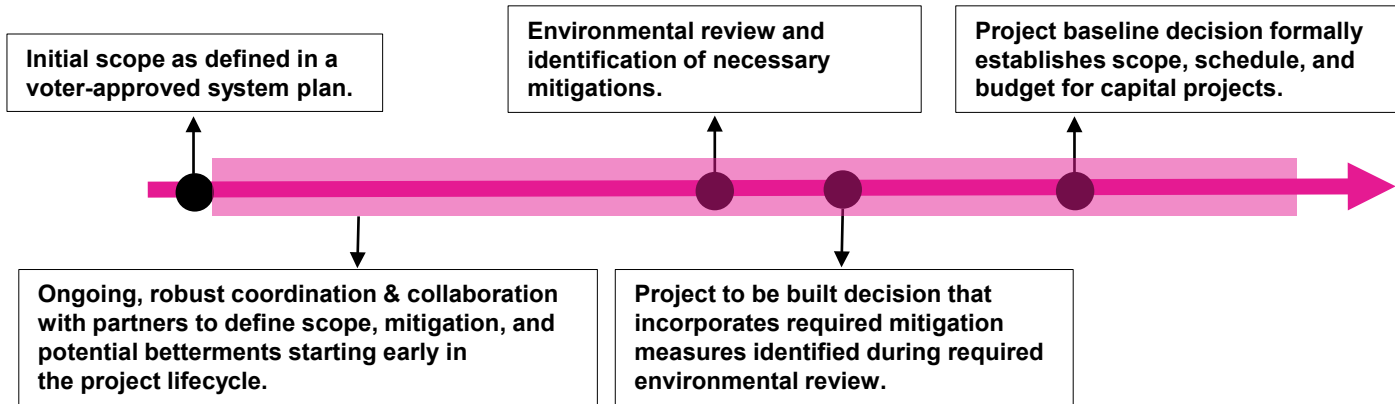 Initial scope as defined in a
voter-approved system plan.
Environmental review and
identification of necessary
mitigations.
Project baseline decision formally
establishes scope, schedule, and
budget for capital projects.
Ongoing, robust coordination & collaboration
with partners to define scope, mitigation, and
potential betterments starting early in
the project lifecycle.
Project to be built decision that
incorporates required mitigation
measures identified during required
environmental review.